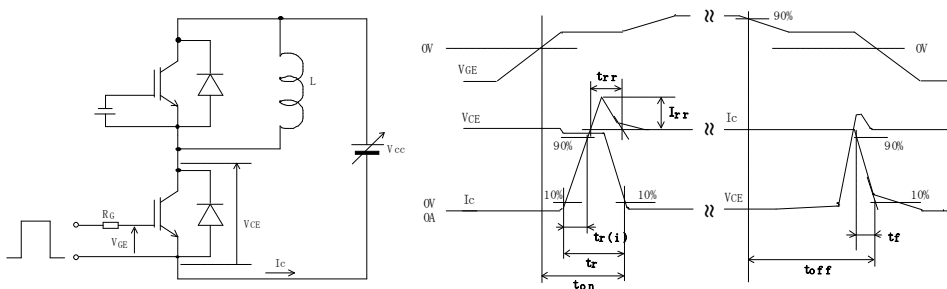 L
Vcc
VCE
RG
VGE
Ic
90%
0V
0V
VGE
trr
Irr
VCE
Ic
90%
90%
10%
Ic
10%
VCE
10%
0V
0A
tr(i)
tf
tr
toff
ton